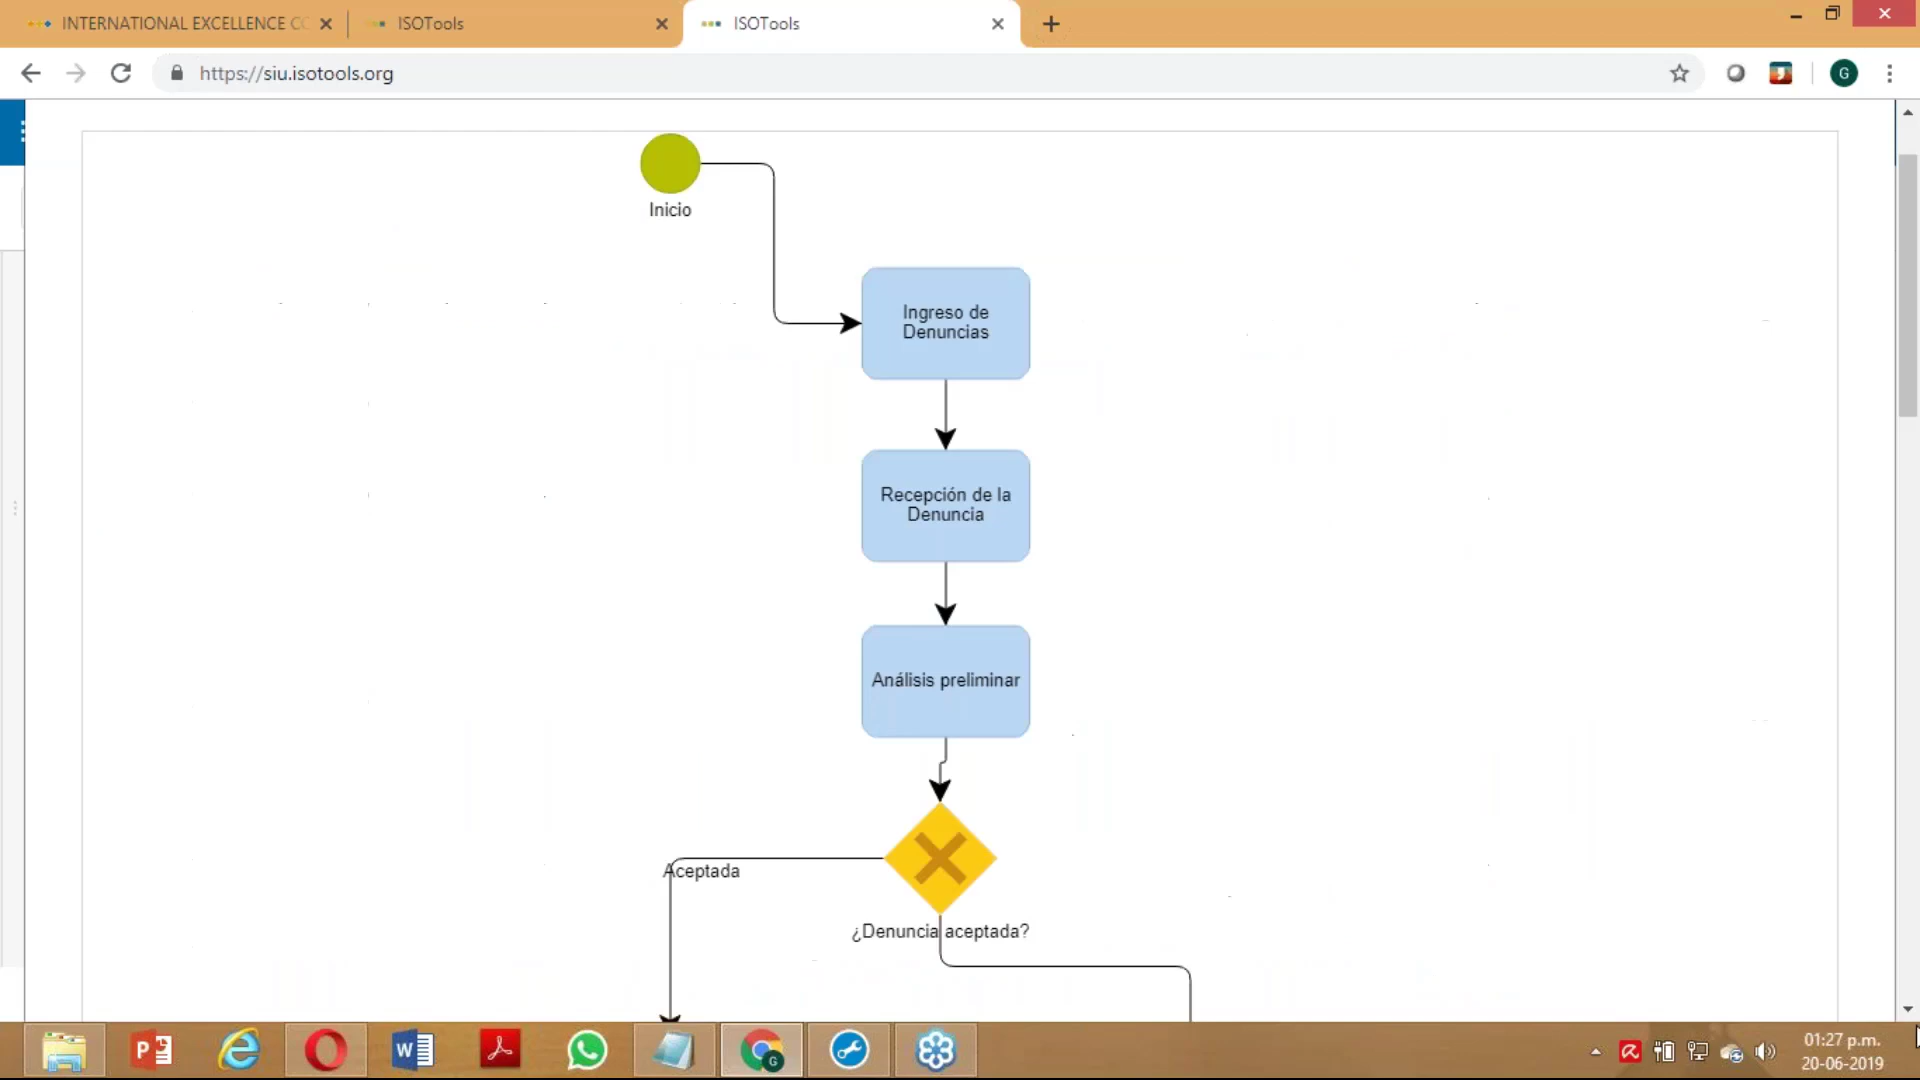 INTERNATIONAL EXCELLENCE CO
ISOTools
ISOTools
https://siu.isotools.org
G
Inicio
Ingreso de
Denuncias
Recepción de la
Denuncia
Análisis preliminar
Aceptada
¿Denuncia aceptada?
G
01:27 p.m.
20-06-2019